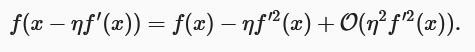 f(x − ηf′(x)) = f(x) − ηf′²(x) + 𝒪(η²f′²(x)).